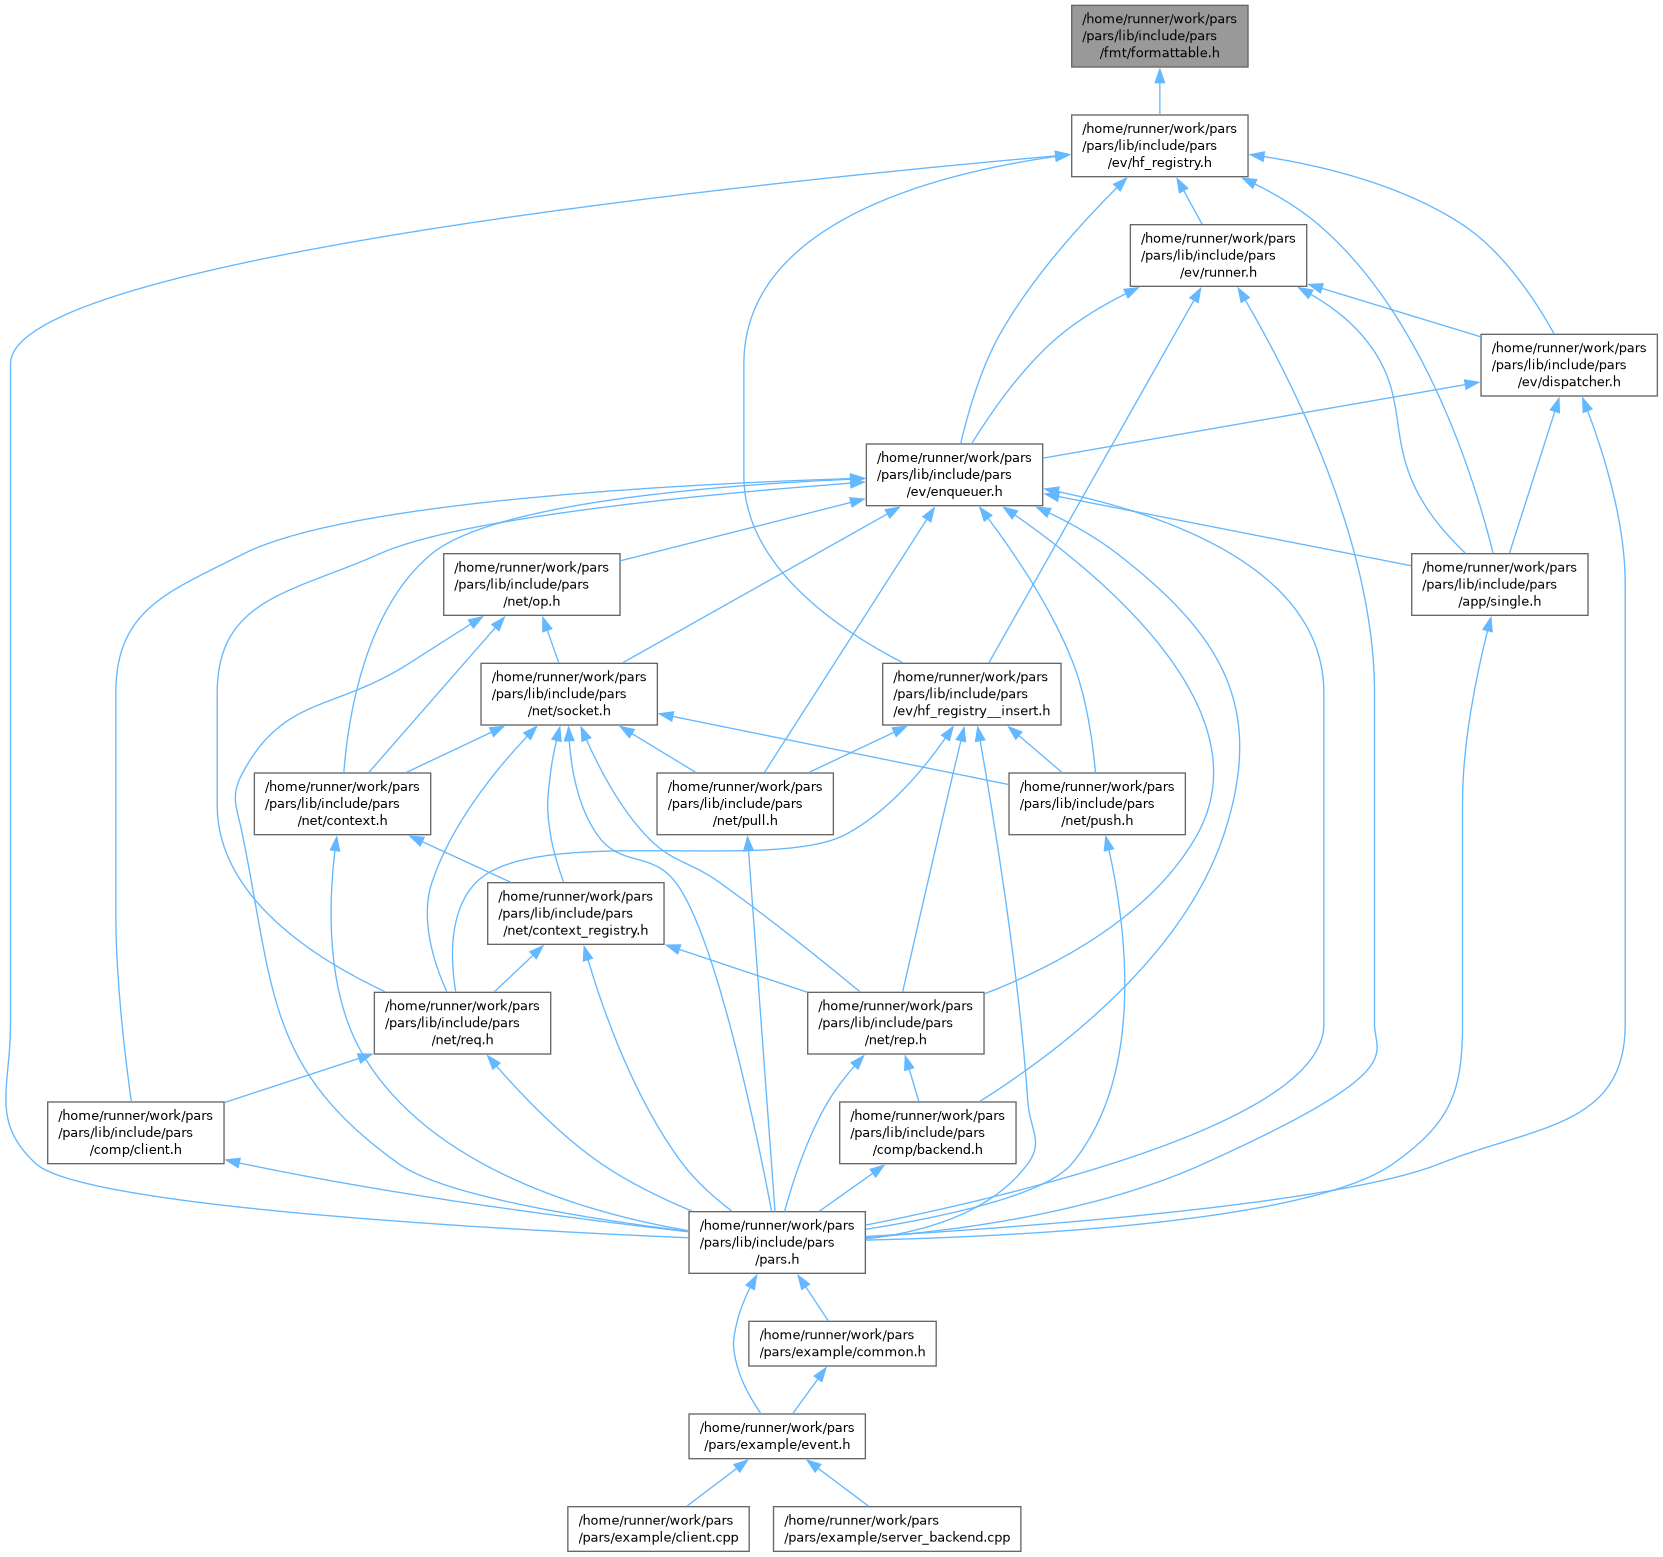 /home/runner/work/pars
/pars/lib/include/pars
/fmt/formattable.h
/home/runner/work/pars
/pars/lib/include/pars
/ev/hf_registry.h
/home/runner/work/pars
/pars/lib/include/pars
/ev/runner.h
/home/runner/work/pars
/pars/lib/include/pars
/ev/dispatcher.h
/home/runner/work/pars
/pars/lib/include/pars
/ev/enqueuer.h
/home/runner/work/pars
/pars/lib/include/pars
/net/op.h
/home/runner/work/pars
/pars/lib/include/pars
/app/single.h
/home/runner/work/pars
/pars/lib/include/pars
/net/socket.h
/home/runner/work/pars
/pars/lib/include/pars
/ev/hf_registry__insert.h
/home/runner/work/pars
/pars/lib/include/pars
/net/context.h
/home/runner/work/pars
/pars/lib/include/pars
/net/pull.h
/home/runner/work/pars
/pars/lib/include/pars
/net/push.h
/home/runner/work/pars
/pars/lib/include/pars
/net/context_registry.h
/home/runner/work/pars
/pars/lib/include/pars
/net/req.h
/home/runner/work/pars
/pars/lib/include/pars
/net/rep.h
/home/runner/work/pars
/pars/lib/include/pars
/comp/client.h
/home/runner/work/pars
/pars/lib/include/pars
/comp/backend.h
/home/runner/work/pars
/pars/lib/include/pars
/pars.h
/home/runner/work/pars
/pars/example/common.h
/home/runner/work/pars
/pars/example/event.h
/home/runner/work/pars
/pars/example/client.cpp
/home/runner/work/pars
/pars/example/server_backend.cpp